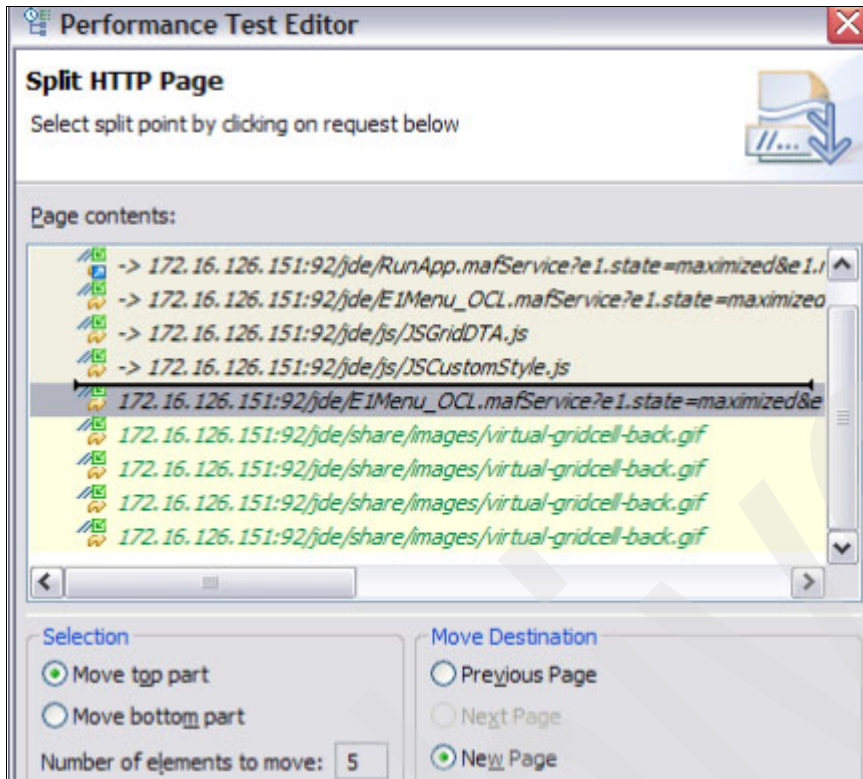 Performance Test Editor
Split HTTP Page
Select split point by clicking on request below
//...
Page contents:
-> 172.16.126.151:92/jde/RunApp.mafService?e1.state=maximized&e1.
-> 172.16.126.151:92/jde/E1Menu_OCL.mafService?e1.state=maximized
-> 172.16.126.151:92/jde/js/JSGridDTA.js
-> 172.16.126.151:92/jde/js/JSCustomStyle.js
172.16.126.151:92/jde/E1Menu_OCL.mafService?e1.state=maximized&e
172.16.126.151:92/jde/share/images/virtual-gridcell-back.gif
172.16.126.151:92/jde/share/images/virtual-gridcell-back.gif
172.16.126.151:92/jde/share/images/virtual-gridcell-back.gif
172.16.126.151:92/jde/share/images/virtual-gridcell-back.gif
Selection
Move top part
Move bottom part
Number of elements to move: 5
Move Destination
Previous Page
Next Page
New Page